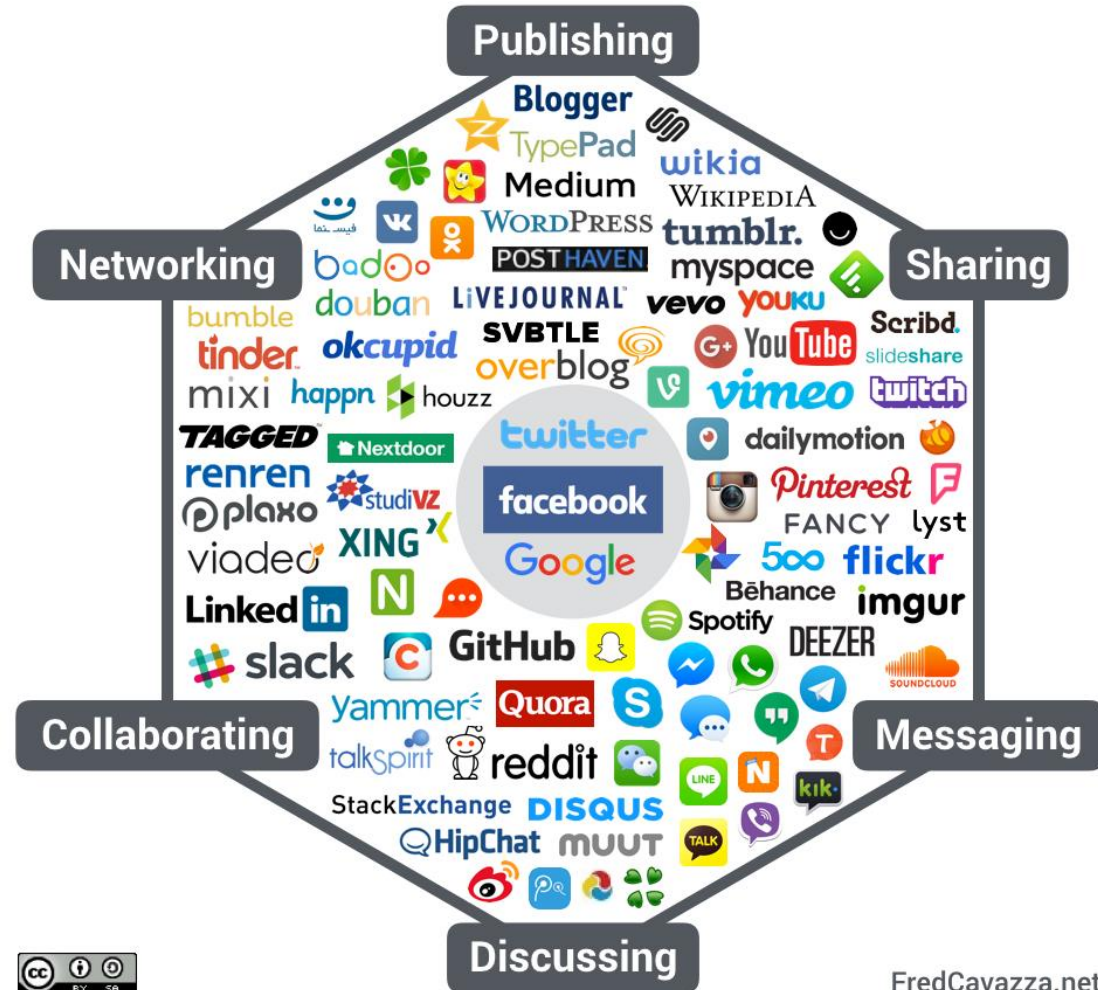 Publishing
Blogger
TypePad
wikia
Medium
WIKIPEDIA
WORDPRESS
tumblr.
Networking
badoo
POSTHAVEN
myspace
Sharing
douban
LiVEJOURNAL
vevo
YOUKU
bumble
Scribd.
tinder
okcupid
SVBTLE
G+
You Tube
slideshare
overblog
mixi
happn
houzz
vimeo
twitch
TAGGED
Nextdoor
twitter
dailymotion
renren
studiVZ
facebook
Pinterest
plaxo
FANCY
lyst
viadeo
XING
Google
500
flickr
Bēhance
imgur
Linked in
N
Spotify
DEEZER
slack
C
GitHub
SOUNDCLOUD
yammer
Quora
S
Collaborating
T
Messaging
talkSpirit
reddit
LINE
N
kik
StackExchange
DISQUS
HipChat
muut
TALK
Discussing
cc
BY SA
FredCavazza.net